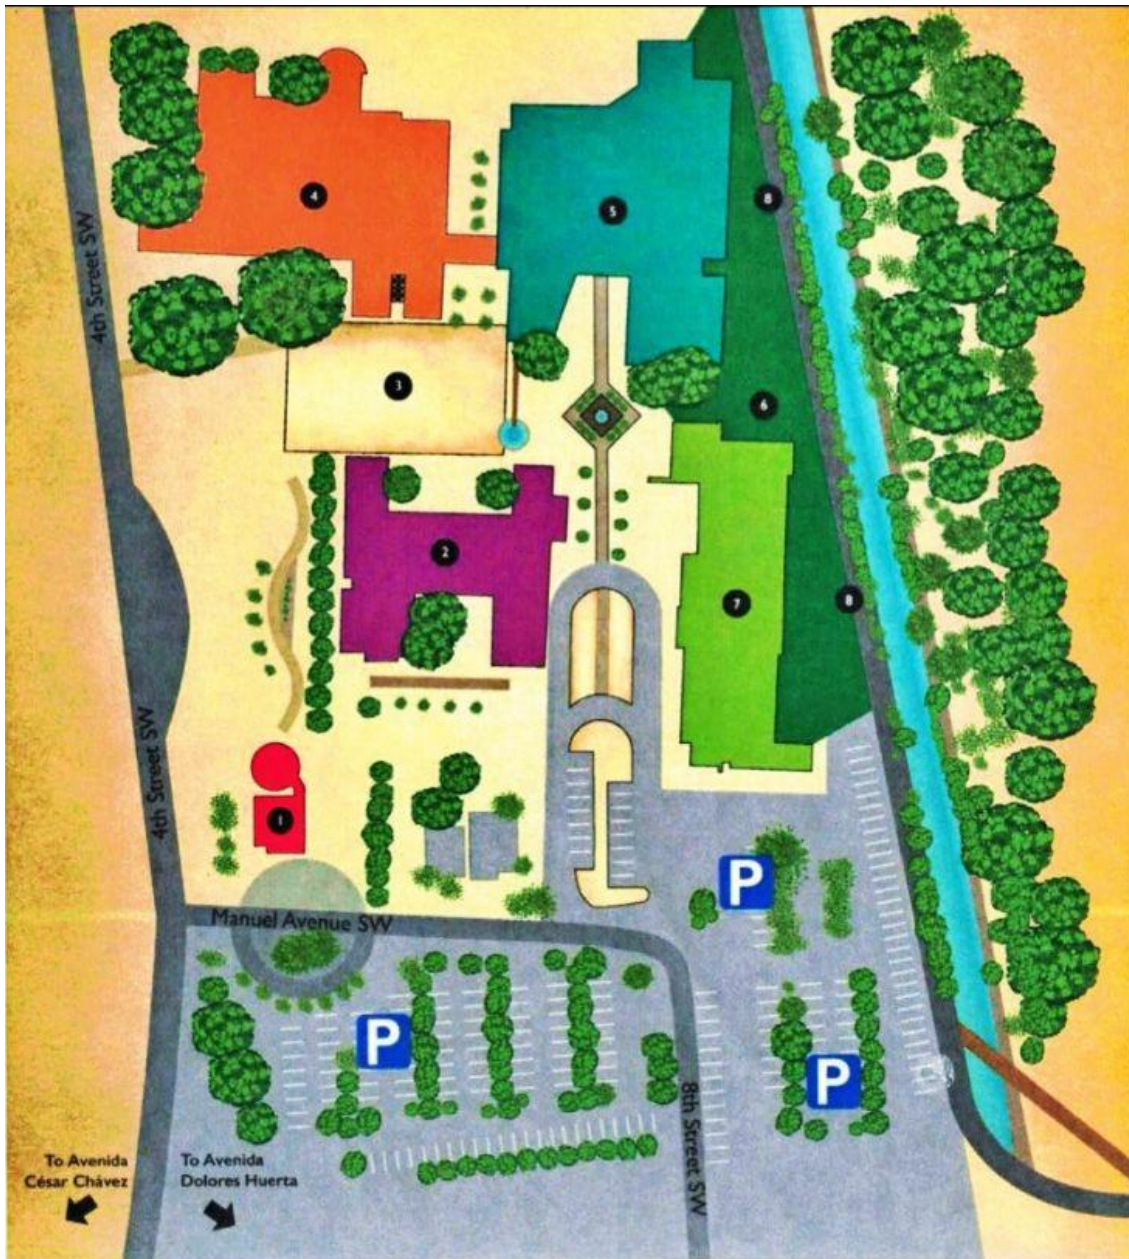 4
5
8
4th Street SW
3
6
2
7
8
4th Street SW
1
P
Manuel Avenue SW
P
P
8th Street SW
To Avenida
César Chávez
To Avenida
Dolores Huerta